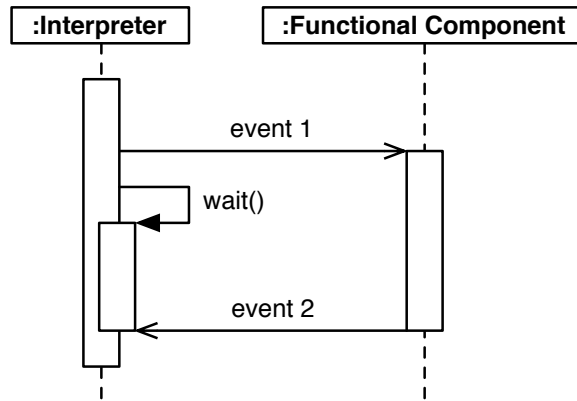 :Interpreter
:Functional Component
event 1
wait()
event 2